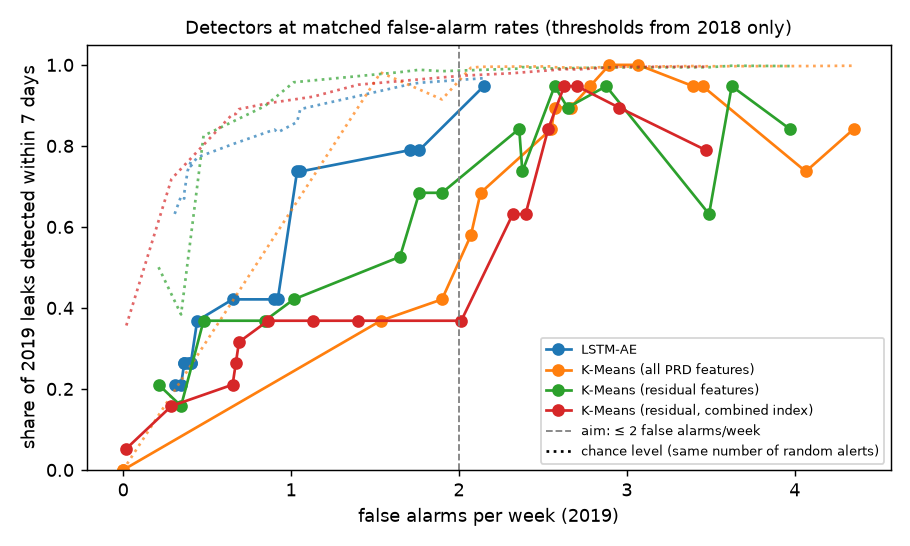 Detectors at matched false-alarm rates (thresholds from 2018 only)
share of 2019 leaks detected within 7 days
1.0
0.8
0.6
0.4
0.2
0.0
0
1
2
3
4
false alarms per week (2019)
LSTM-AE
K-Means (all PRD features)
K-Means (residual features)
K-Means (residual, combined index)
aim: ≤ 2 false alarms/week
chance level (same number of random alerts)